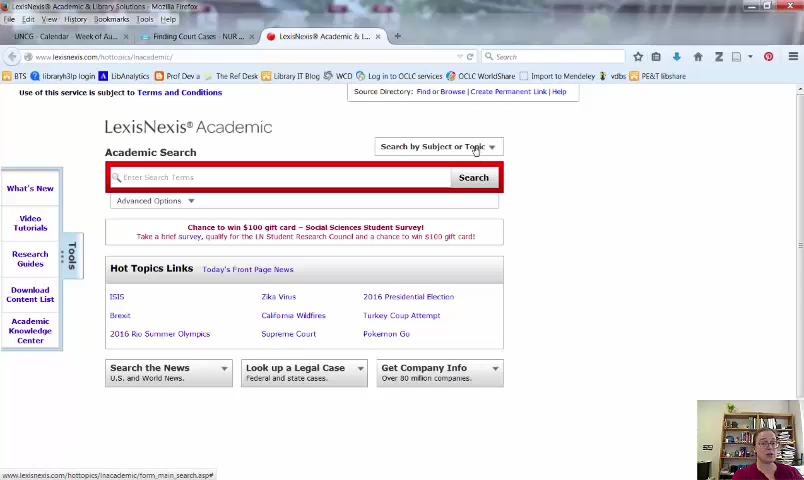 LexisNexis® Academic & Library Solutions - Mozilla Firefox
File Edit View History Bookmarks Tools Help
UNCG - Calendar - Week of Au... × Finding Court Cases - NUR ... × LexisNexis® Academic & L... × +
www.lexisnexis.com/hottopics/lnacademic/ Search
BTS libraryh3lp login LibAnalytics Prof Dev a The Ref Desk Library IT Blog WCD Log in to OCLC services OCLC WorldShare Import to Mendeley vdbs PE&T libshare
Use of this service is subject to Terms and Conditions
Source Directory: Find or Browse | Create Permanent Link | Help
LexisNexis® Academic
Academic Search
Search by Subject or Topic
Enter Search Terms Search
Advanced Options
What's New
Video
Tutorials
Research
Guides
Download
Content List
Academic
Knowledge
Center
Tools
Chance to win $100 gift card – Social Sciences Student Survey!
Take a brief survey, qualify for the LN Student Research Council and a chance to win $100 gift card!
Hot Topics Links Today's Front Page News
ISIS Zika Virus 2016 Presidential Election
Brexit California Wildfires Turkey Coup Attempt
2016 Rio Summer Olympics Supreme Court Pokemon Go
Search the News Look up a Legal Case Get Company Info
U.S. and World News. Federal and state cases. Over 80 million companies.
www.lexisnexis.com/hottopics/lnacademic/form_main_search.asp#